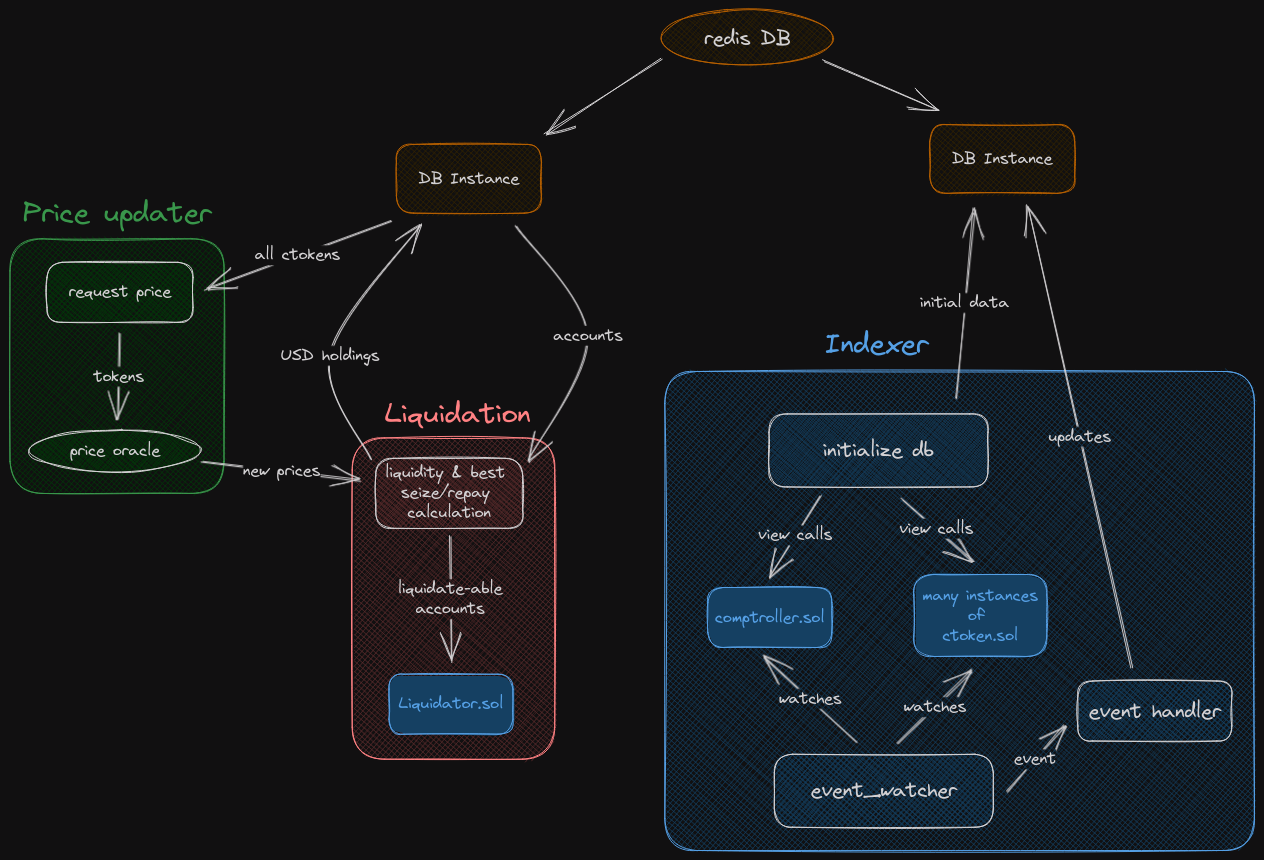 redis DB
DB Instance
DB Instance
Price updater
all ctokens
request price
initial data
accounts
Indexer
USD holdings
tokens
Liquidation
updates
price oracle
initialize db
new prices
liquidity & best
seize/repay
calculation
view calls
view calls
liquidate-able
accounts
comptroller.sol
many instances
of
ctoken.sol
Liquidator.sol
watches
watches
event handler
event
event_watcher